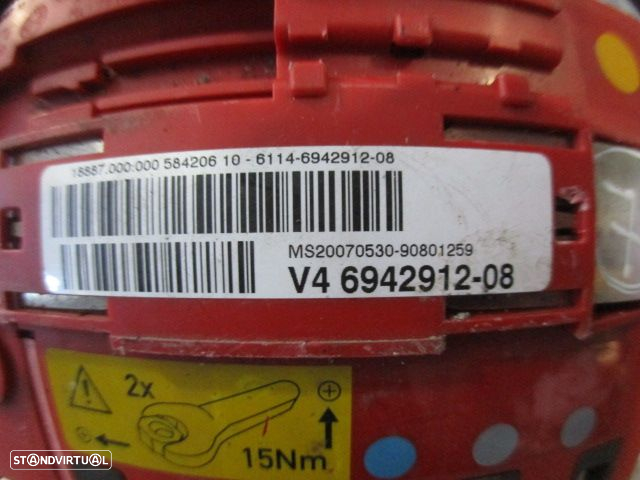 18887.000:000 584206 10 - 6114-6942912-08
MS20070530-90801259
V4 6942912-08
2x
15Nm
STANDVIRTUAL